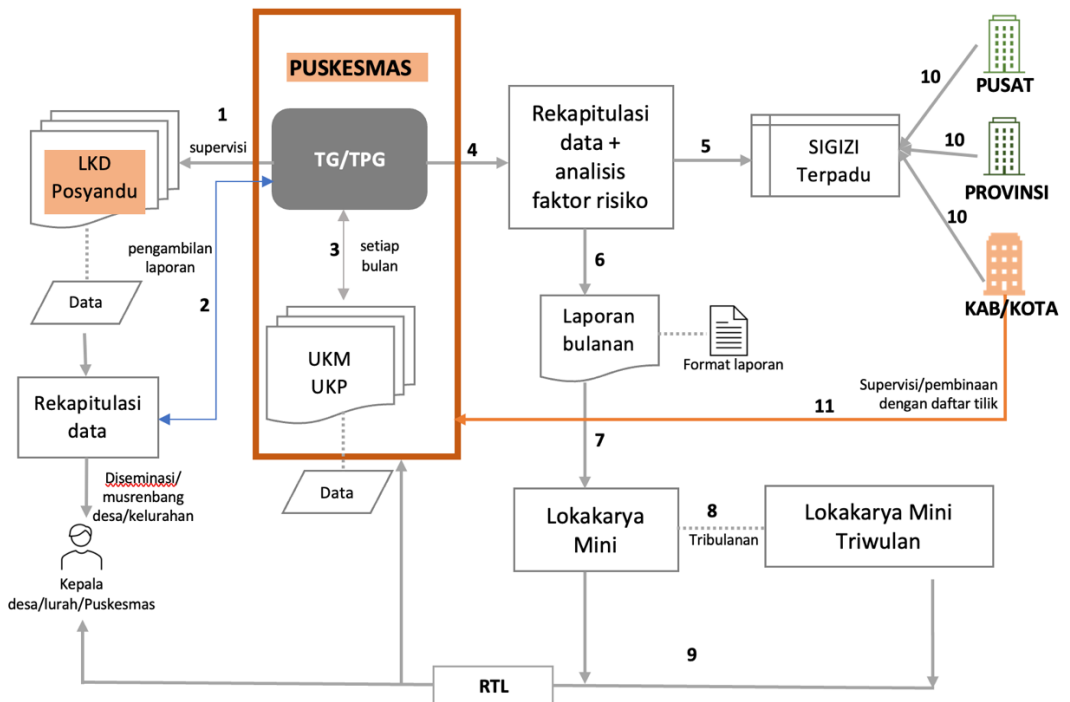 PUSKESMAS
1
supervisi
LKD
Posyandu
TG/TPG
4
Rekapitulasi
data +
analisis
faktor risiko
5
SIGIZI
Terpadu
10
PUSAT
10
PROVINSI
10
KAB/KOTA
pengambilan
laporan
2
3
setiap
bulan
Data
6
Laporan
bulanan
Format laporan
UKM
UKP
Rekapitulasi
data
Supervisi/pembinaan
dengan daftar tilik
11
7
Diseminasi/
musrenbang
desa/kelurahan
Data
Lokakarya
Mini
8
Tribulanan
Lokakarya Mini
Triwulan
Kepala
desa/lurah/Puskesmas
9
RTL